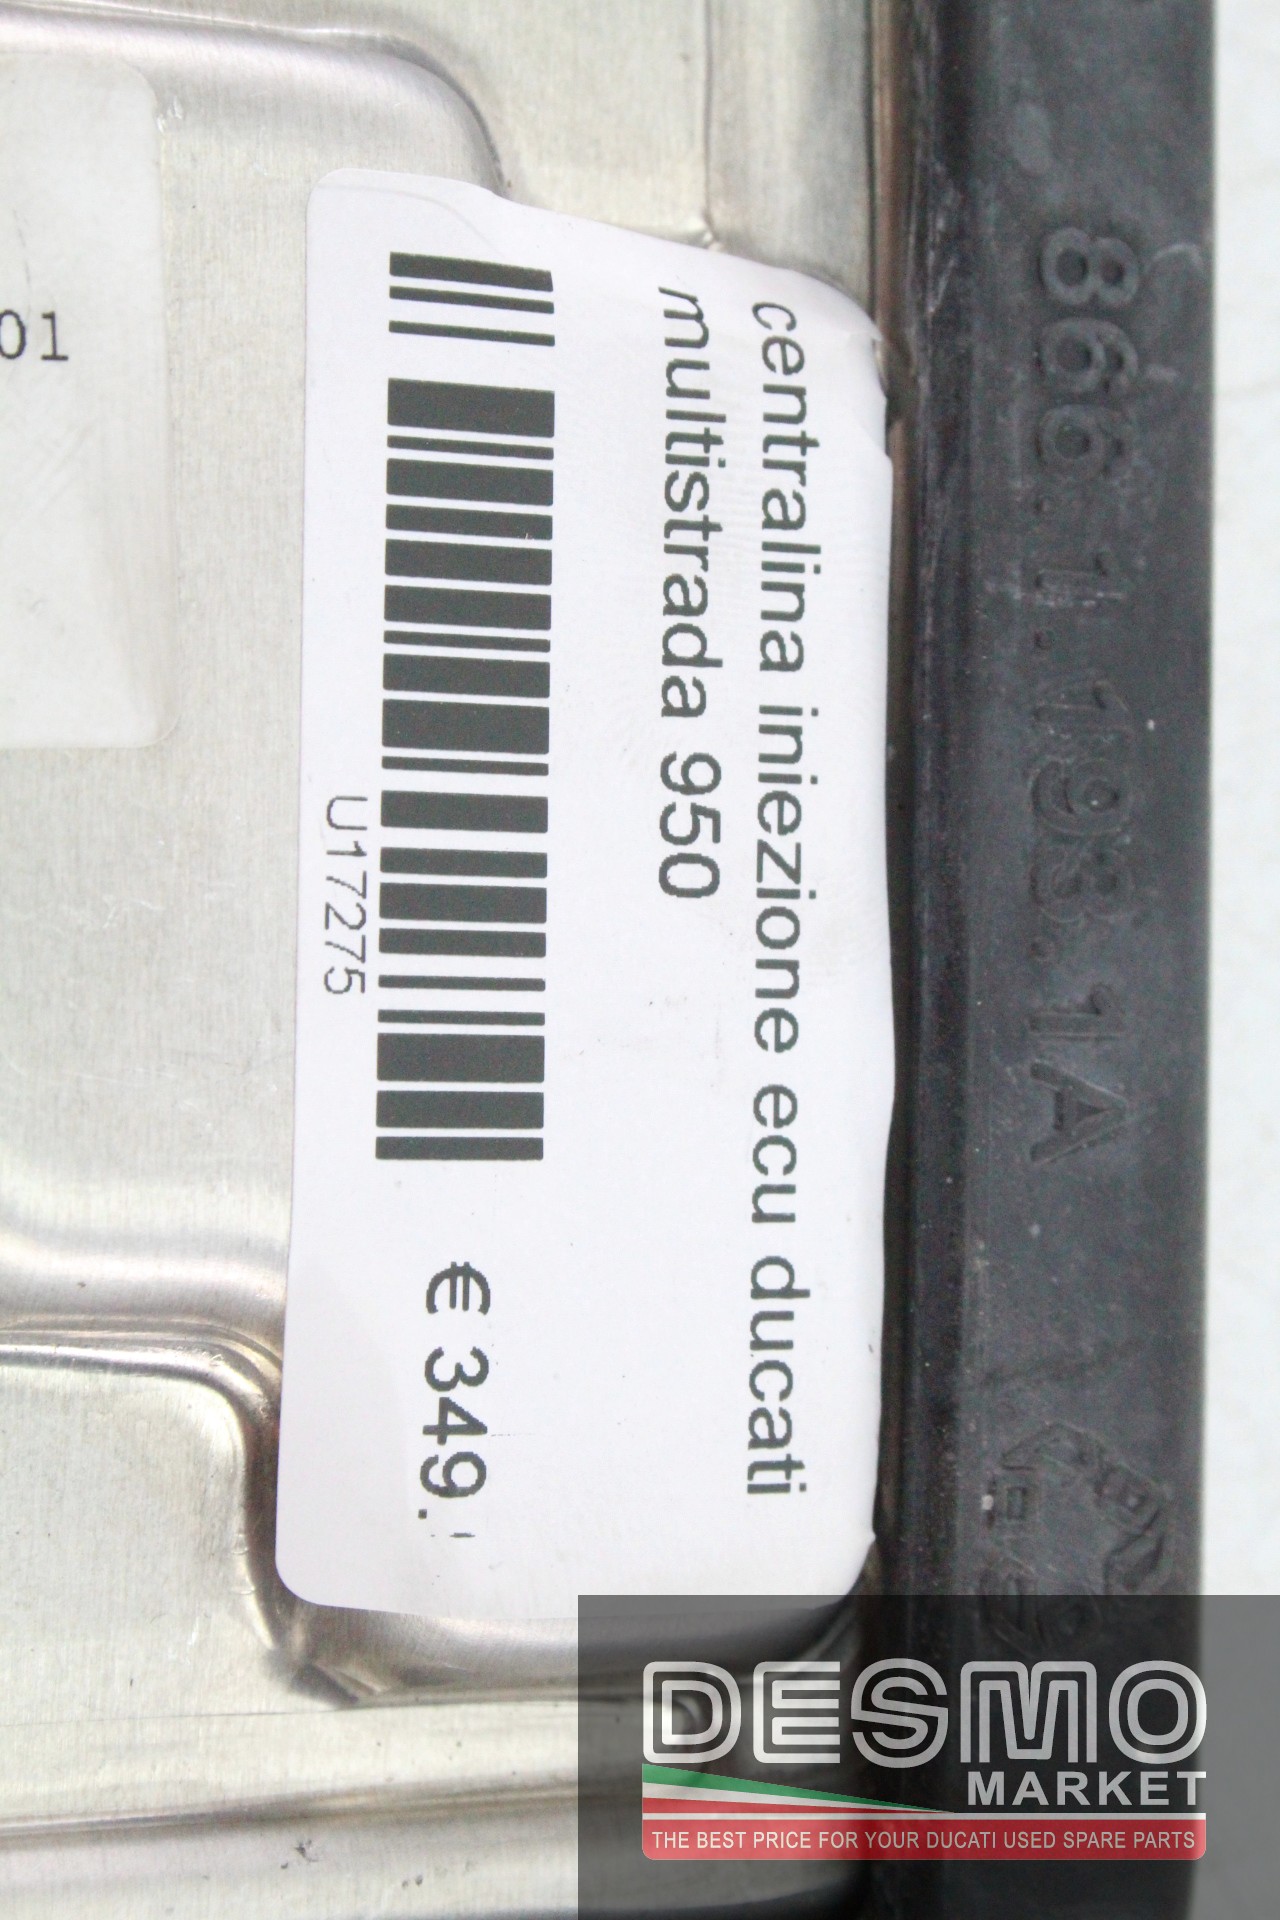 centralina iniezione ecu ducati
multistrada 950
U17275
€ 349.
01
866.1.193.1A
DESMO
MARKET
THE BEST PRICE FOR YOUR DUCATI USED SPARE PARTS